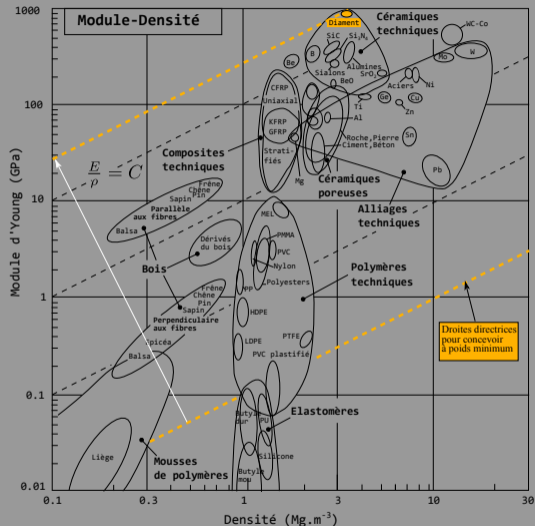 Module-Densité
1000
100
10
1
0.1
0.01
Module d'Young (GPa)
0.1
0.3
1
3
10
30
Densité (Mg.m⁻³)
E/ρ = C
Diamant
Céramiques
techniques
WC-Co
W
Mo
SiC
Si₃N₄
B
Be
Alumines
Sialons
SrO₂
BeO
Aciers
Ni
Ti
Al
Ge
Cu
Zn
Sn
Pb
Mg
CFRP
Uniaxial
KFRP
GFRP
Strati-
fiés
Composites
techniques
Roche,Pierre
Ciment,Béton
Céramiques
poreuses
Alliages
techniques
Frêne
Chêne
Pin
Sapin
Parallèle
aux fibres
Balsa
Dérivés
du bois
Bois
Frêne
Chêne
Pin
Sapin
Perpendiculaire
aux fibres
Epicéa
Balsa
MEL
PMMA
PVC
Nylon
Polyesters
PP
HDPE
LDPE
PTFE
PVC plastifié
Polymères
techniques
Droites directrices
pour concevoir
à poids minimum
Elastomères
Butyle
dur
PU
Silicone
Butyle
mou
Liège
Mousses
de polymères